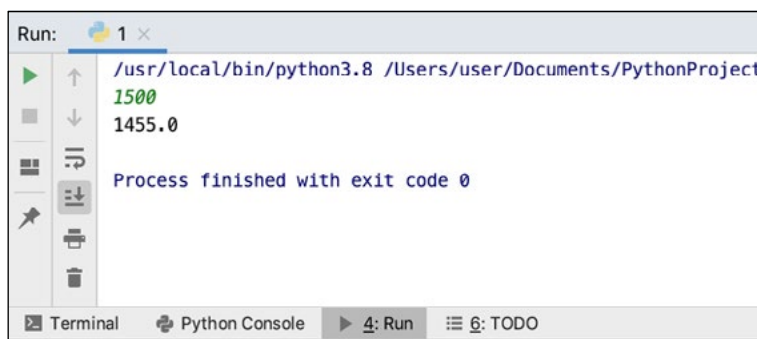 Run: 1 ×
/usr/local/bin/python3.8 /Users/user/Documents/PythonProject
1500
1455.0
Process finished with exit code 0
Terminal Python Console 4: Run 6: TODO